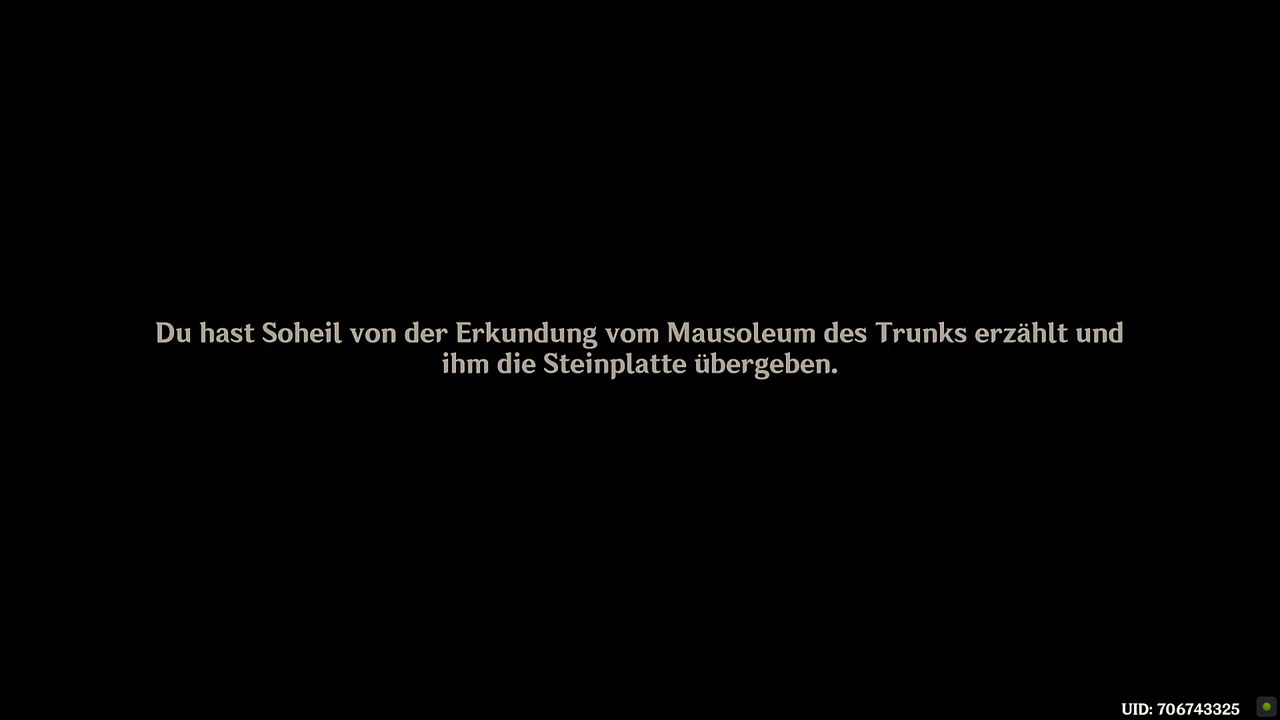 Du hast Soheil von der Erkundung vom Mausoleum des Trunks erzählt und
ihm die Steinplatte übergeben.
UID: 706743325